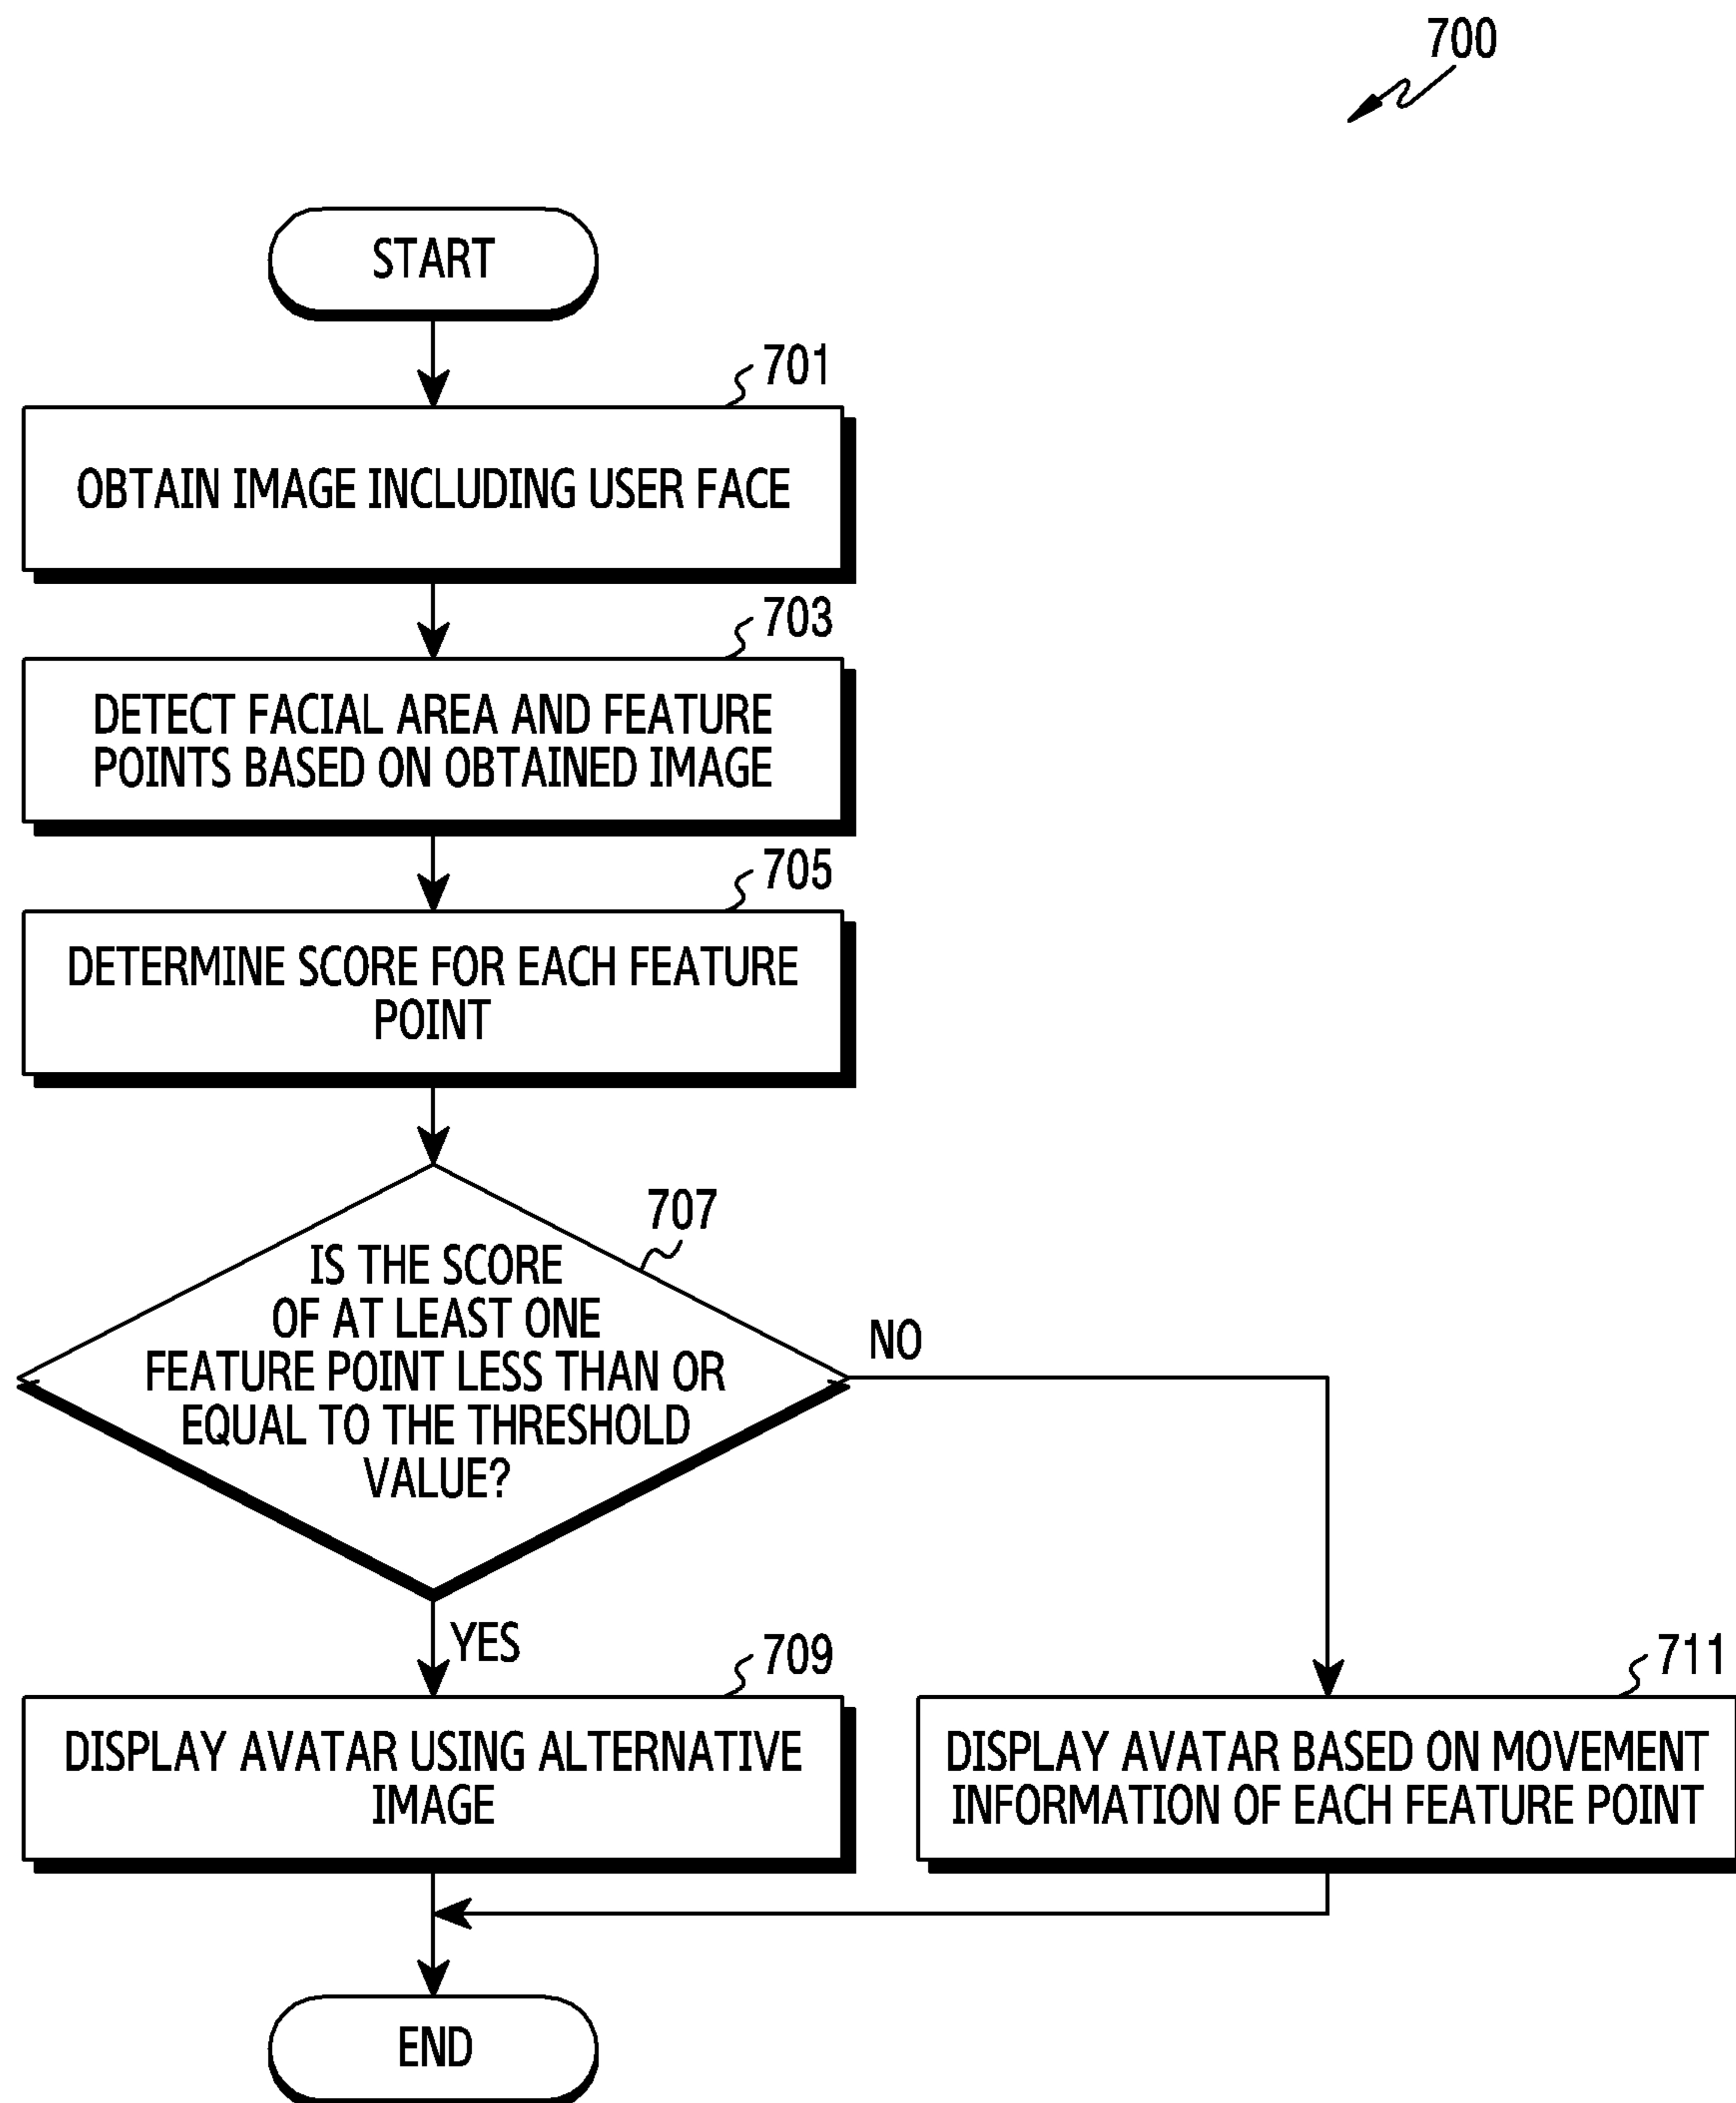 700
START
701
OBTAIN IMAGE INCLUDING USER FACE
703
DETECT FACIAL AREA AND FEATURE
POINTS BASED ON OBTAINED IMAGE
705
DETERMINE SCORE FOR EACH FEATURE
POINT
707
IS THE SCORE
OF AT LEAST ONE
FEATURE POINT LESS THAN OR
EQUAL TO THE THRESHOLD
VALUE?
NO
YES
709
DISPLAY AVATAR USING ALTERNATIVE
IMAGE
711
DISPLAY AVATAR BASED ON MOVEMENT
INFORMATION OF EACH FEATURE POINT
END